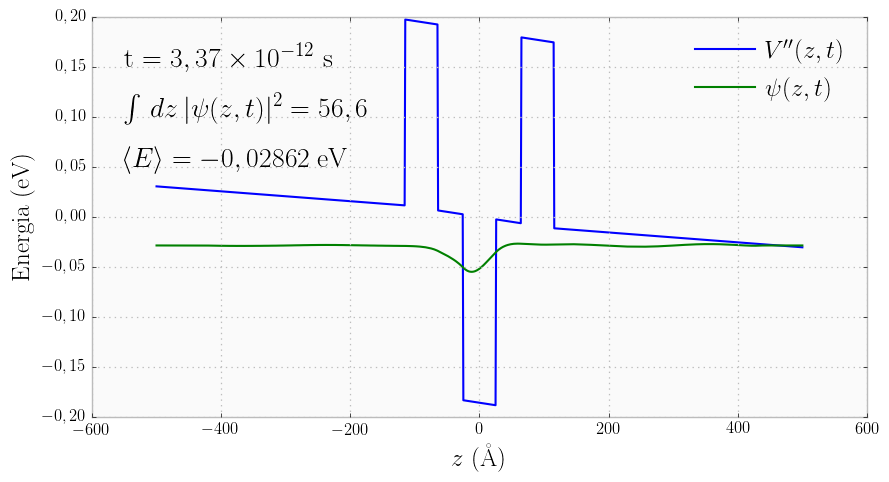 0,20
0,15
0,10
0,05
0,00
−0,05
−0,10
−0,15
−0,20
Energia (eV)
t = 3,37 × 10⁻¹² s
∫ dz |ψ(z, t)|² = 56,6
⟨E⟩ = −0,02862 eV
V′′(z, t)
ψ(z, t)
−600 −400 −200 0 200 400 600
z (Å)